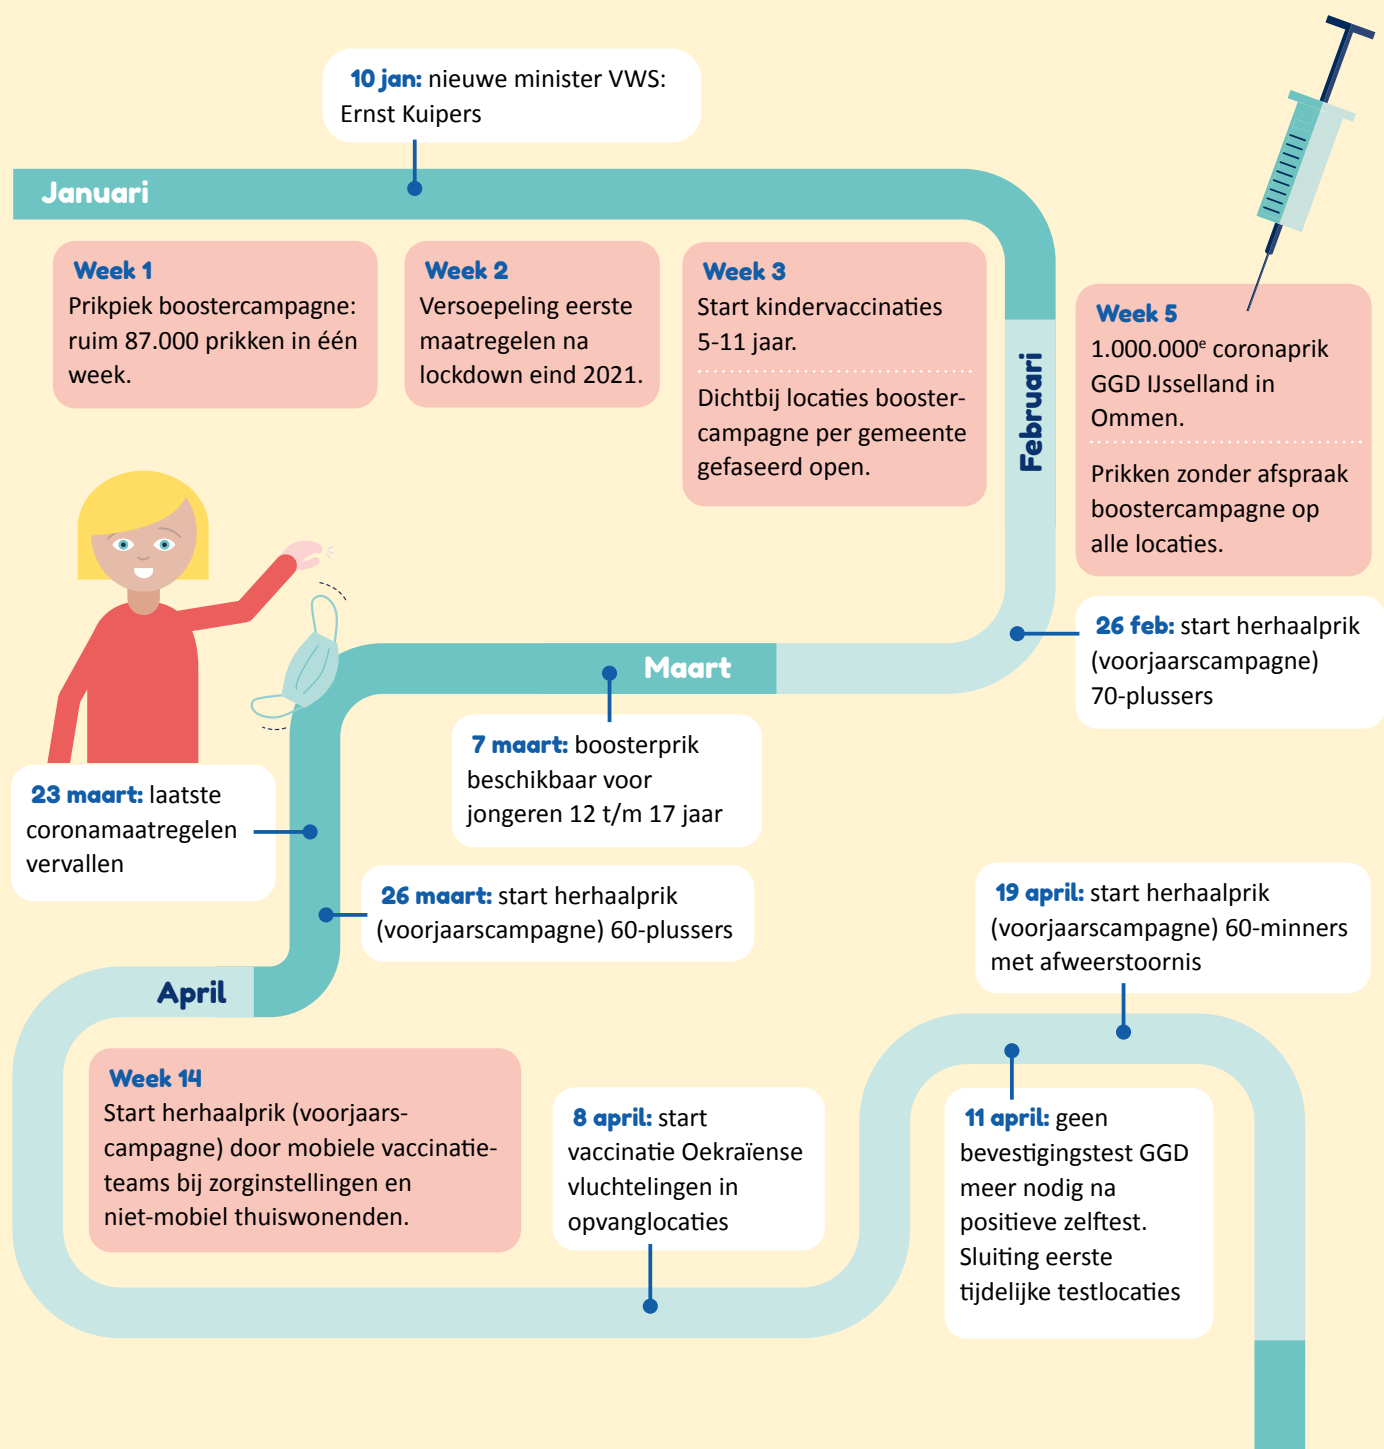 10 jan: nieuwe minister VWS:
Ernst Kuipers
Januari
Week 1
Prikpiek boostercampagne:
ruim 87.000 prikken in één
week.
Week 2
Versoepeling eerste
maatregelen na
lockdown eind 2021.
Week 3
Start kindervaccinaties
5-11 jaar.
Dichtbij locaties booster-
campagne per gemeente
gefaseerd open.
Februari
Week 5
1.000.000e coronaprik
GGD IJsselland in
Ommen.
Prikken zonder afspraak
boostercampagne op
alle locaties.
26 feb: start herhaalprik
(voorjaarscampagne)
70-plussers
Maart
7 maart: boosterprik
beschikbaar voor
jongeren 12 t/m 17 jaar
23 maart: laatste
coronamaatregelen
vervallen
26 maart: start herhaalprik
(voorjaarscampagne) 60-plussers
April
Week 14
Start herhaalprik (voorjaars-
campagne) door mobiele vaccinatie-
teams bij zorginstellingen en
niet-mobiel thuiswonenden.
8 april: start
vaccinatie Oekraïense
vluchtelingen in
opvanglocaties
11 april: geen
bevestigingstest GGD
meer nodig na
positieve zelftest.
Sluiting eerste
tijdelijke testlocaties
19 april: start herhaalprik
(voorjaarscampagne) 60-minners
met afweerstoornis